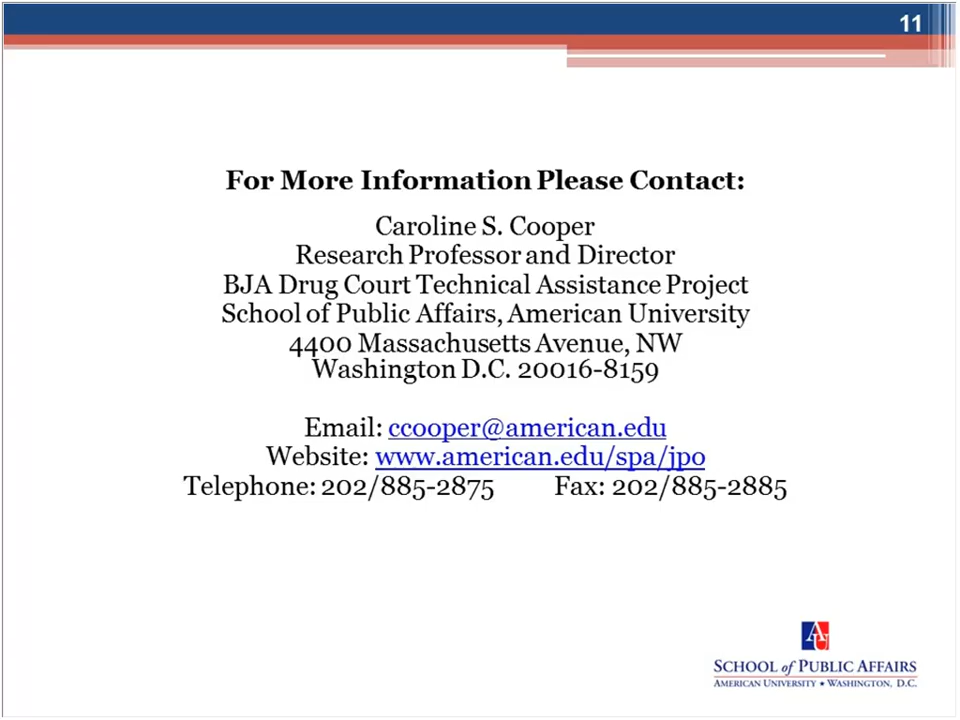 11
For More Information Please Contact:
Caroline S. Cooper
Research Professor and Director
BJA Drug Court Technical Assistance Project
School of Public Affairs, American University
4400 Massachusetts Avenue, NW
Washington D.C. 20016-8159
Email: ccooper@american.edu
Website: www.american.edu/spa/jpo
Telephone: 202/885-2875 Fax: 202/885-2885
AU
SCHOOL of PUBLIC AFFAIRS
AMERICAN UNIVERSITY ★ WASHINGTON, D.C.